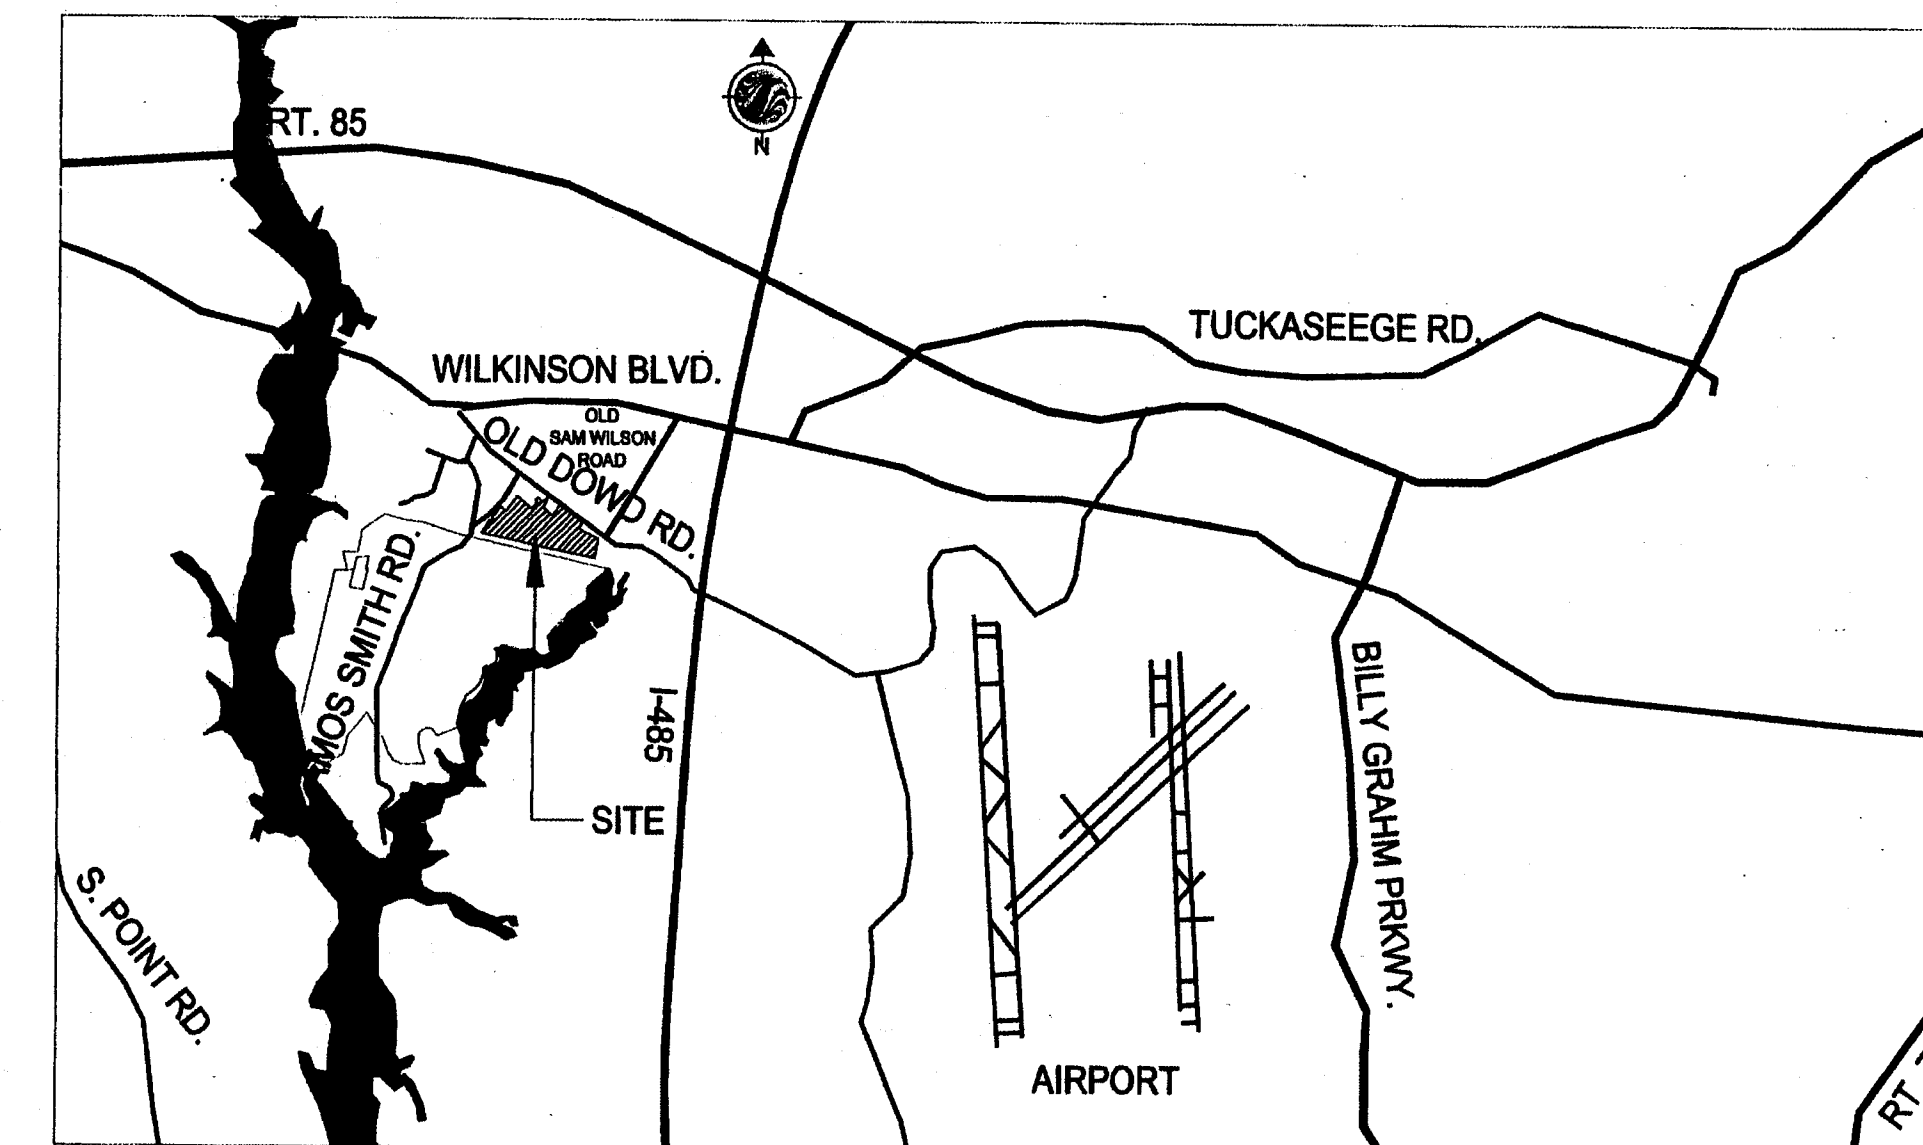 RT. 85
N
TUCKASEEGE RD.
WILKINSON BLVD.
OLD
SAM WILSON
ROAD
OLD DOWD RD.
SMITH RD.
I-485
SITE
BILLY GRAHM PRKWY.
S. POINT RD.
AIRPORT
RT